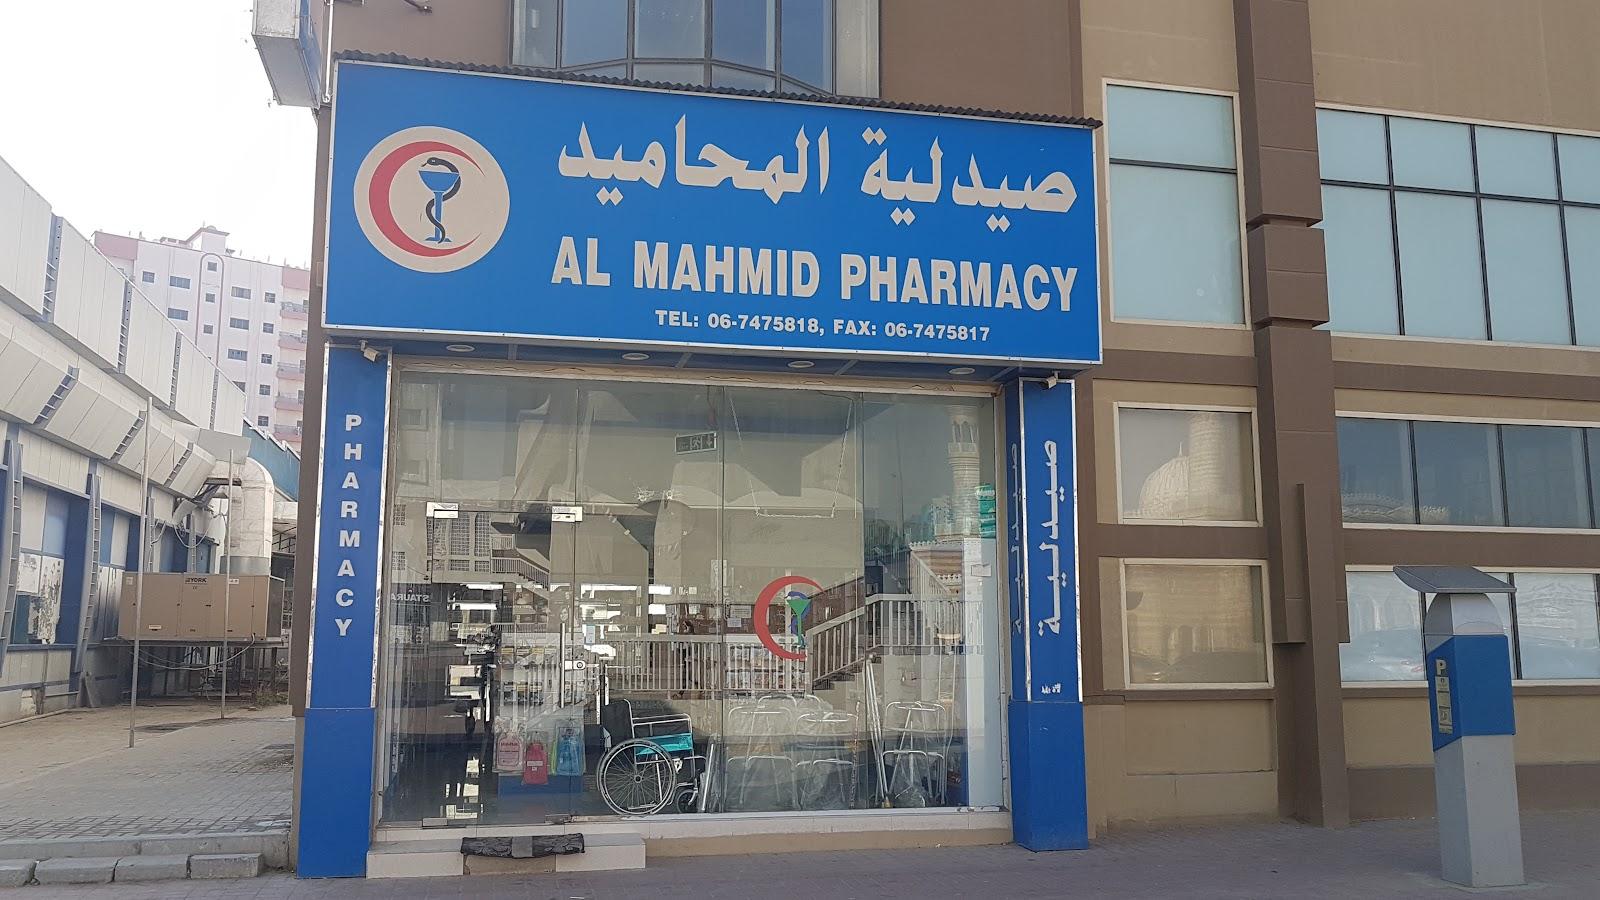 صيدلية المحاميد
AL MAHMID PHARMACY
TEL: 06-7475818, FAX: 06-7475817
PHARMACY
صيدلية
YORK
P